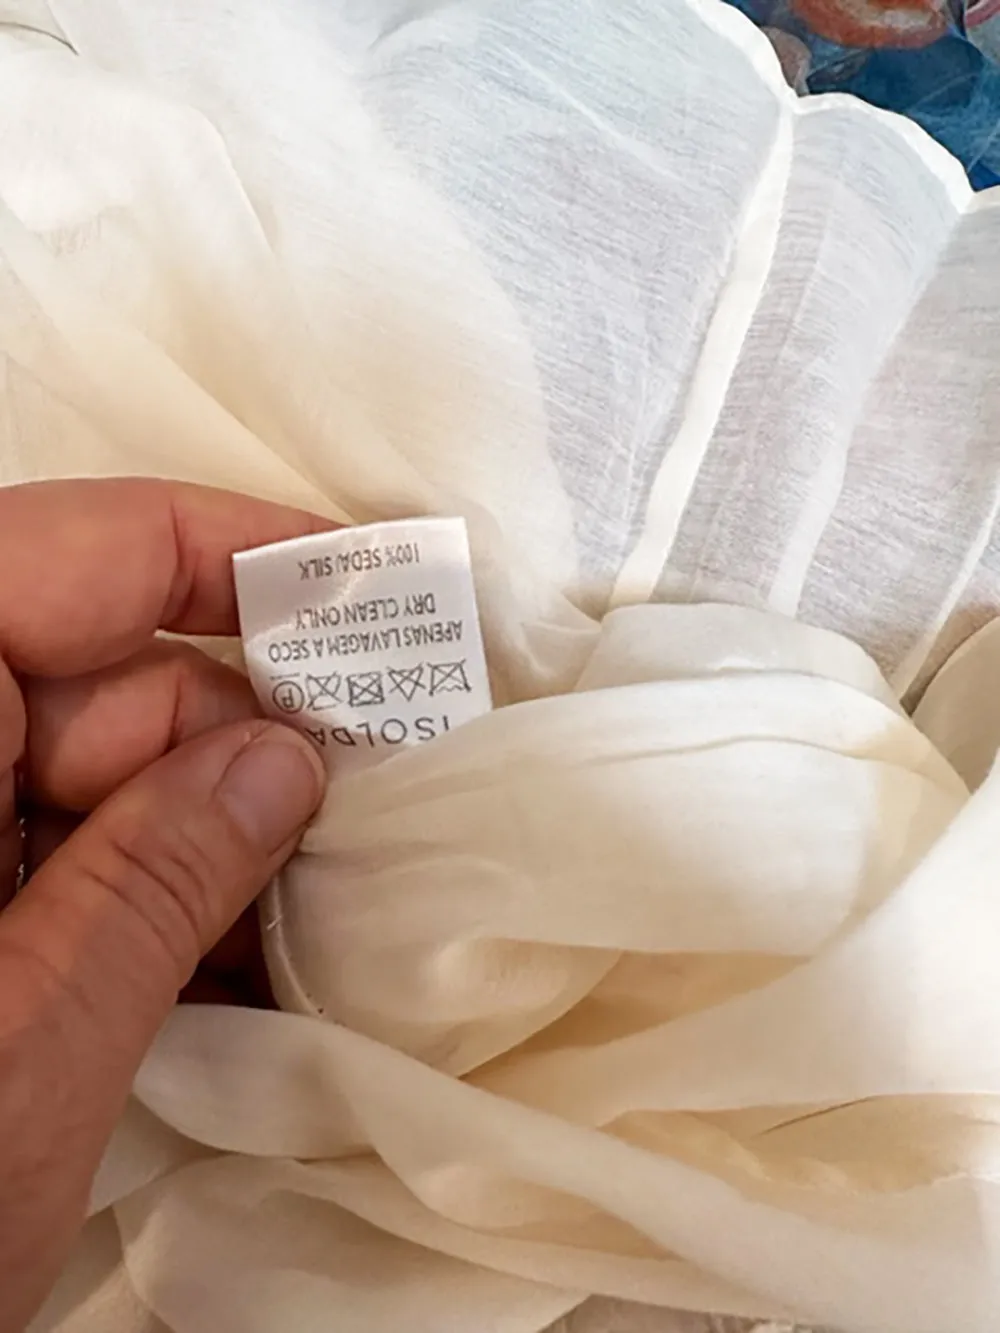 ISOLDA
P
APENAS LAVAGEM A SECO
DRY CLEAN ONLY
100% SEDA/ SILK